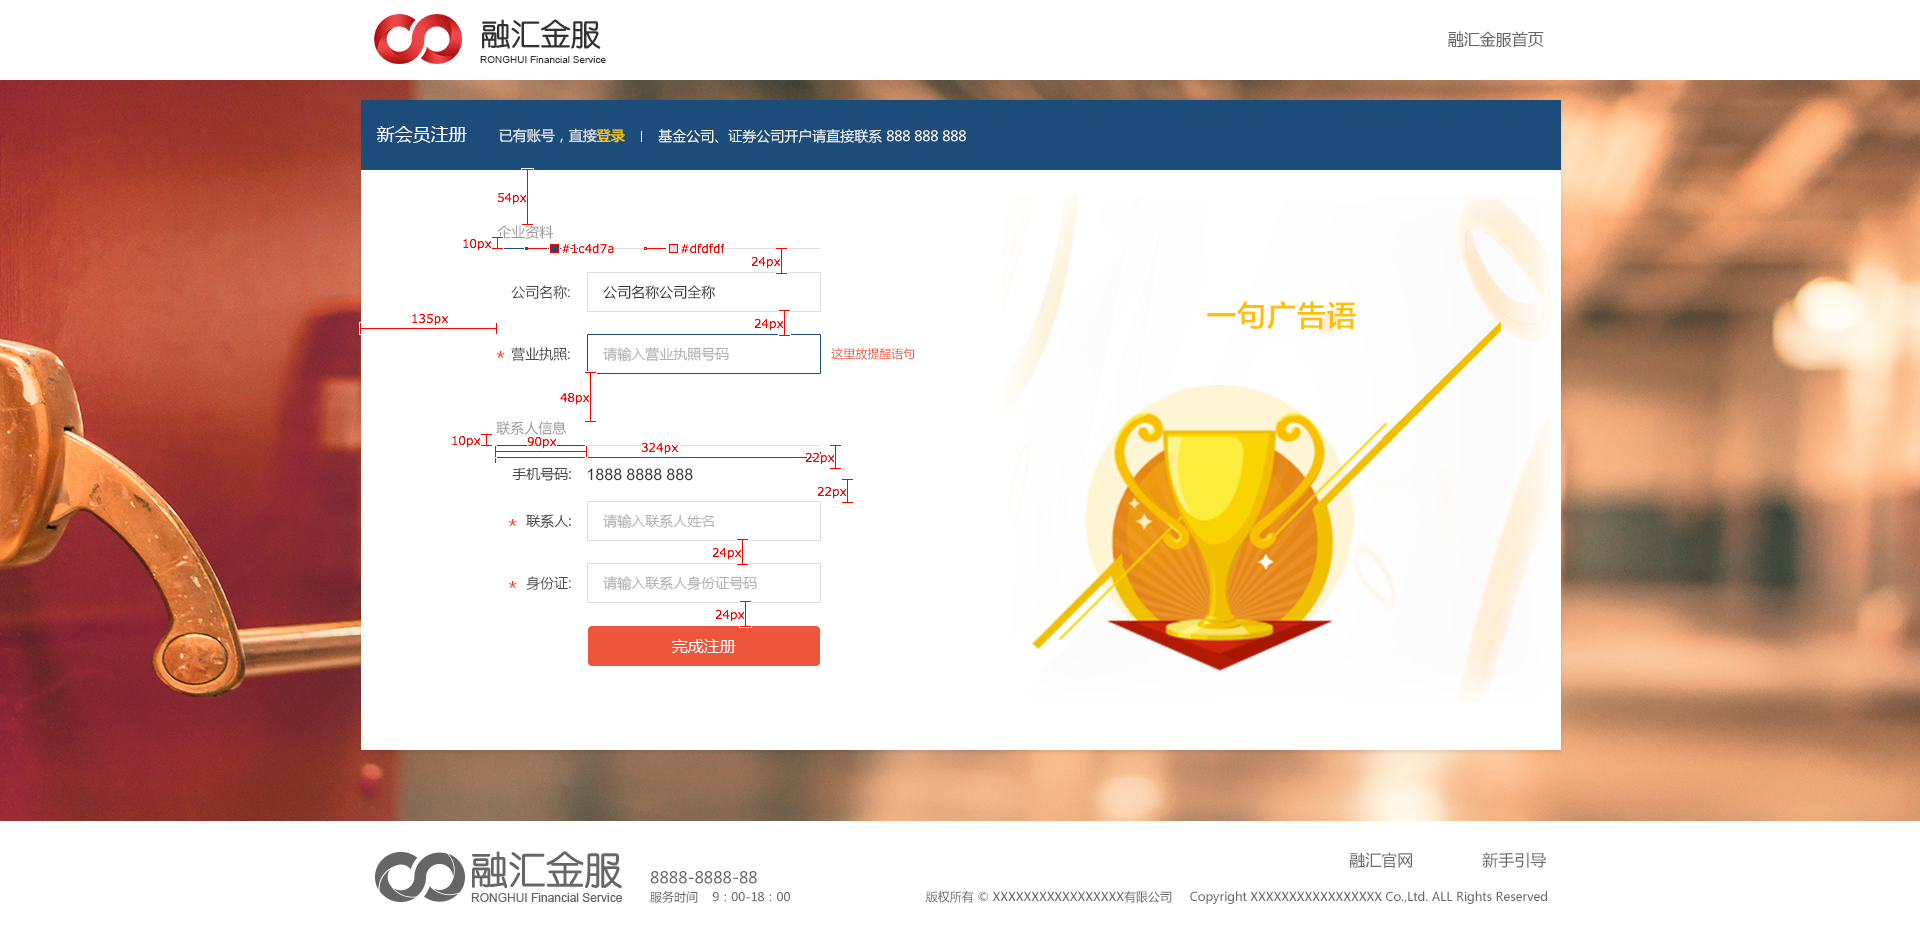 融汇金服
RONGHUI Financial Service
融汇金服首页
新会员注册
已有账号，直接登录
基金公司、证券公司开户请直接联系 888 888 888
54px
企业资料
10px
#1c4d7a
#dfdfdf
24px
公司名称:
公司名称公司全称
135px
24px
* 营业执照:
请输入营业执照号码
这里放提醒语句
48px
联系人信息
10px
90px
324px
22px
手机号码:
1888 8888 888
22px
* 联系人:
请输入联系人姓名
24px
* 身份证:
请输入联系人身份证号码
24px
完成注册
一句广告语
融汇金服
RONGHUI Financial Service
8888-8888-88
服务时间 9：00-18：00
融汇官网
新手引导
版权所有 © XXXXXXXXXXXXXXXXX有限公司 Copyright XXXXXXXXXXXXXXXXX Co.,Ltd. ALL Rights Reserved